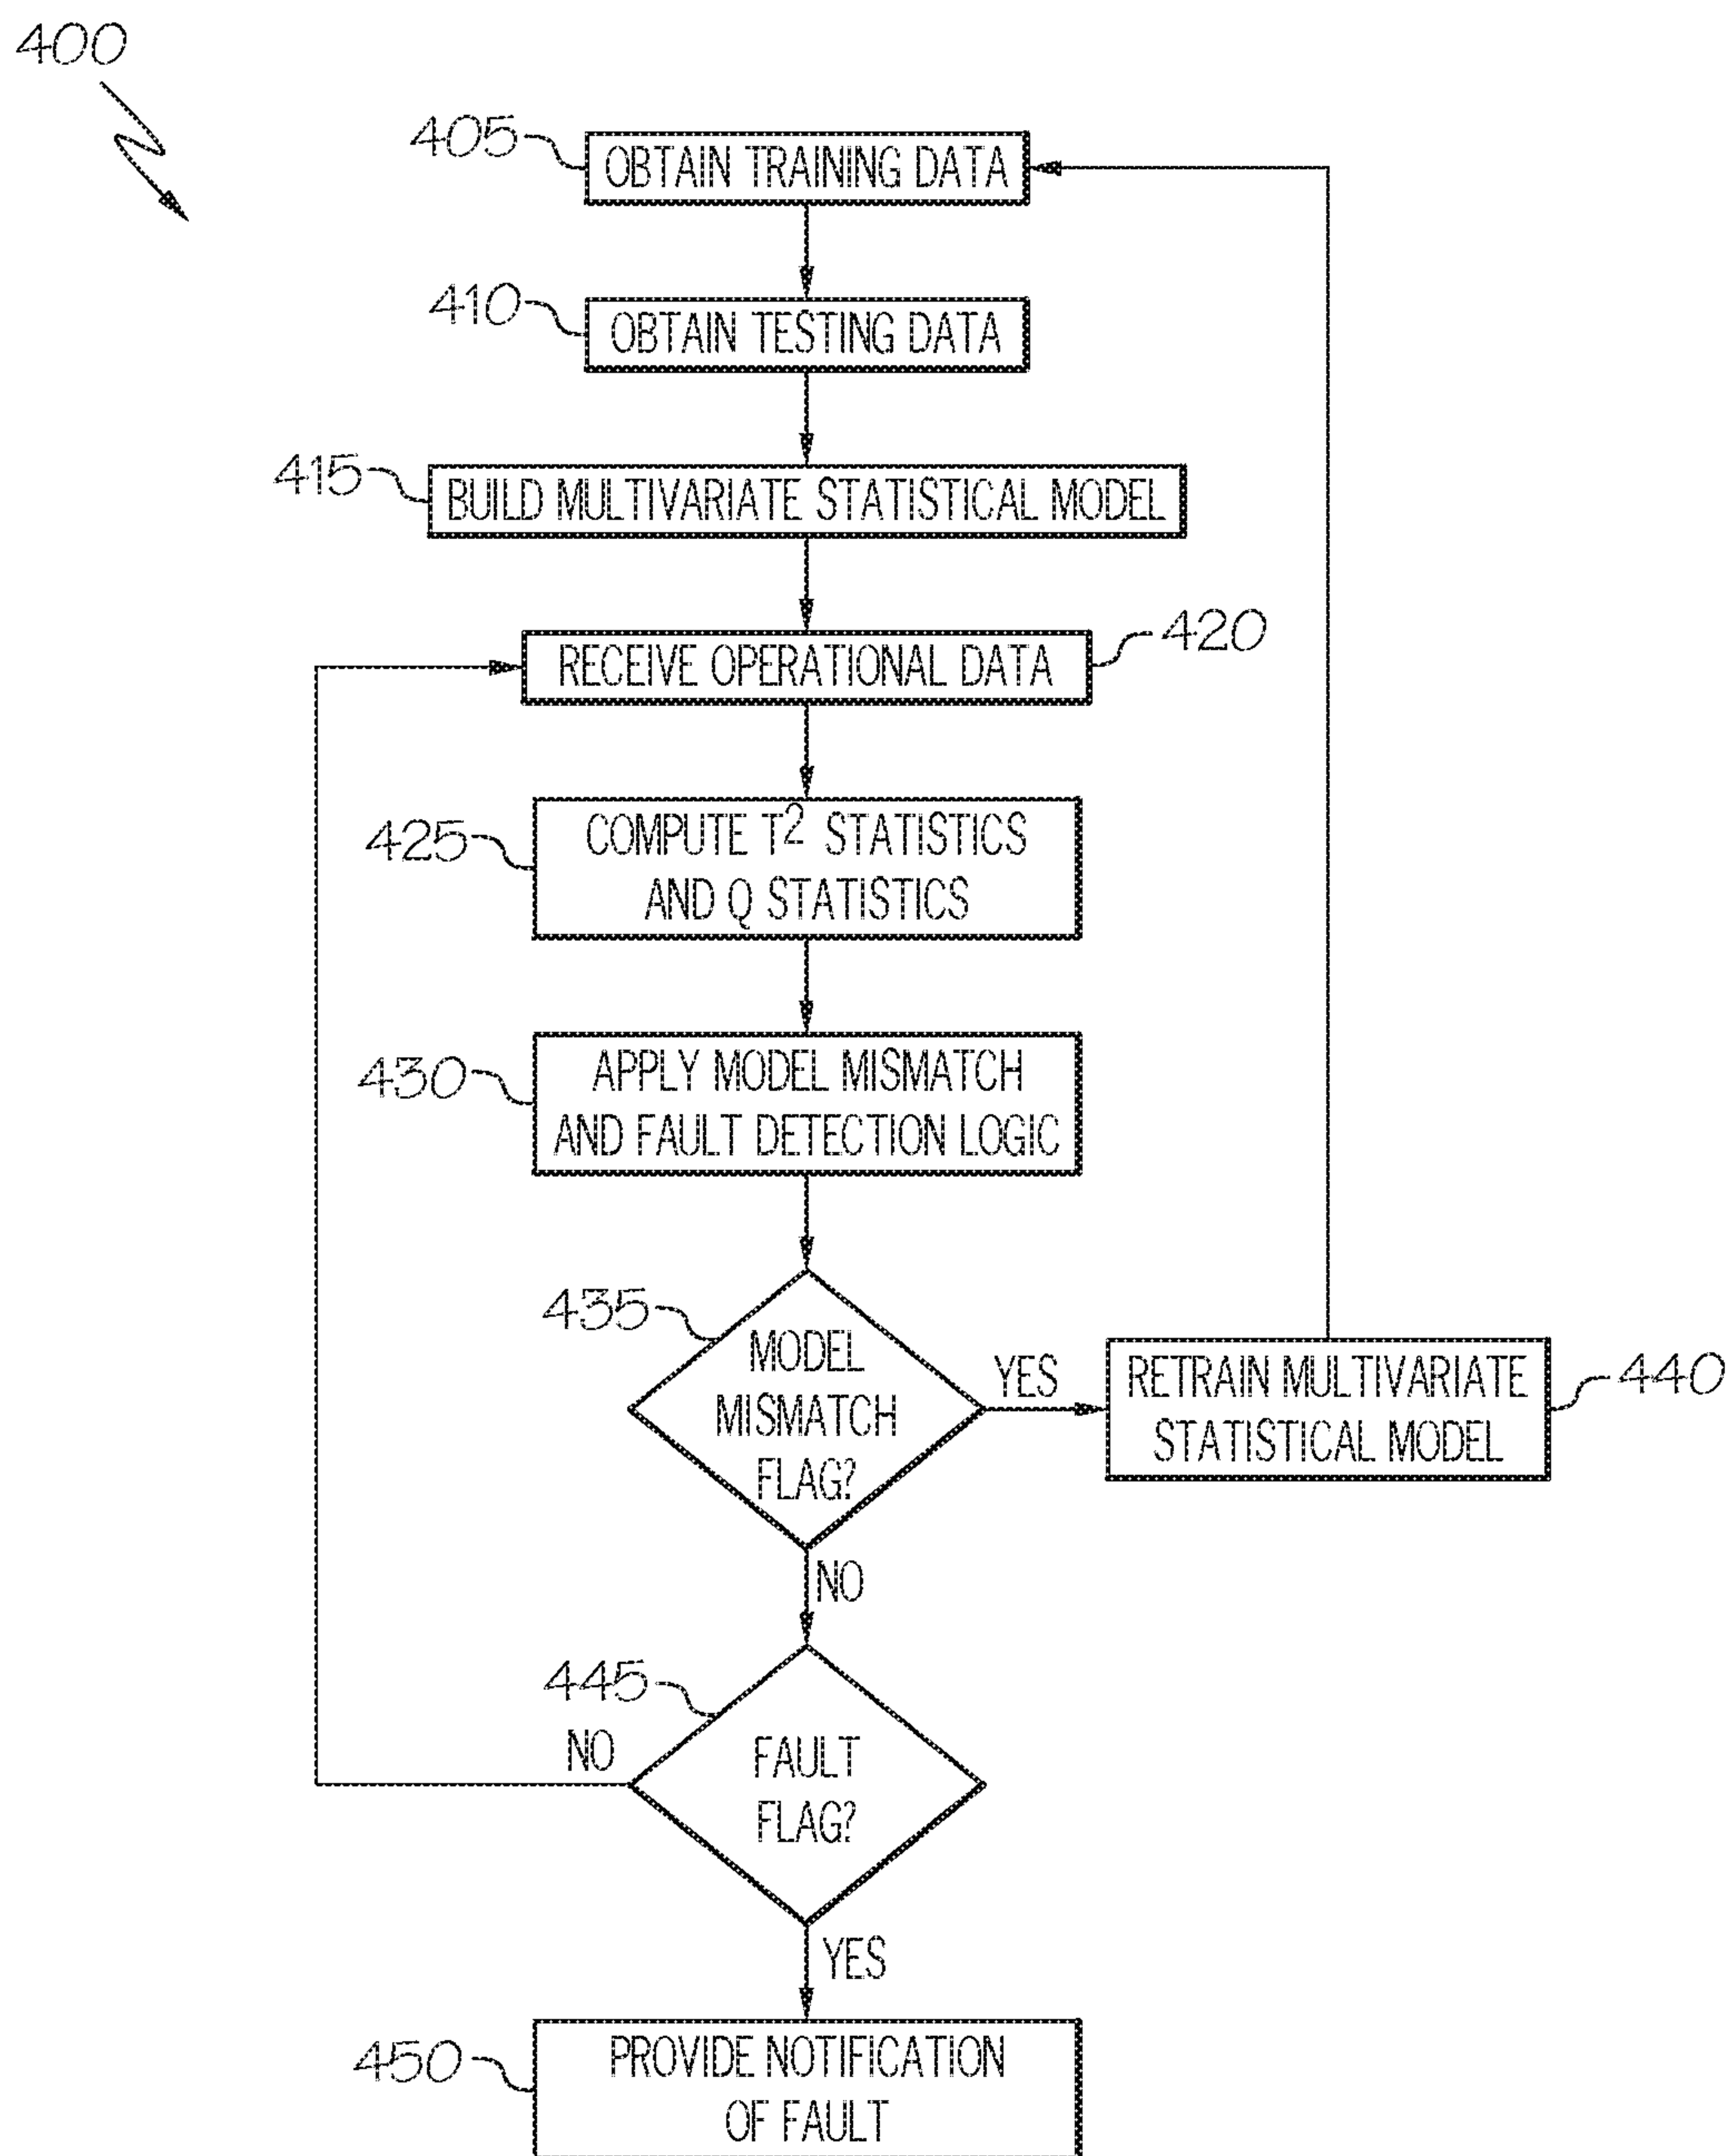 400
405
OBTAIN TRAINING DATA
410
OBTAIN TESTING DATA
415
BUILD MULTIVARIATE STATISTICAL MODEL
420
RECEIVE OPERATIONAL DATA
425
COMPUTE T² STATISTICS
AND Q STATISTICS
430
APPLY MODEL MISMATCH
AND FAULT DETECTION LOGIC
435
MODEL
MISMATCH
FLAG?
YES
RETRAIN MULTIVARIATE
STATISTICAL MODEL
440
NO
445
NO
FAULT
FLAG?
YES
450
PROVIDE NOTIFICATION
OF FAULT